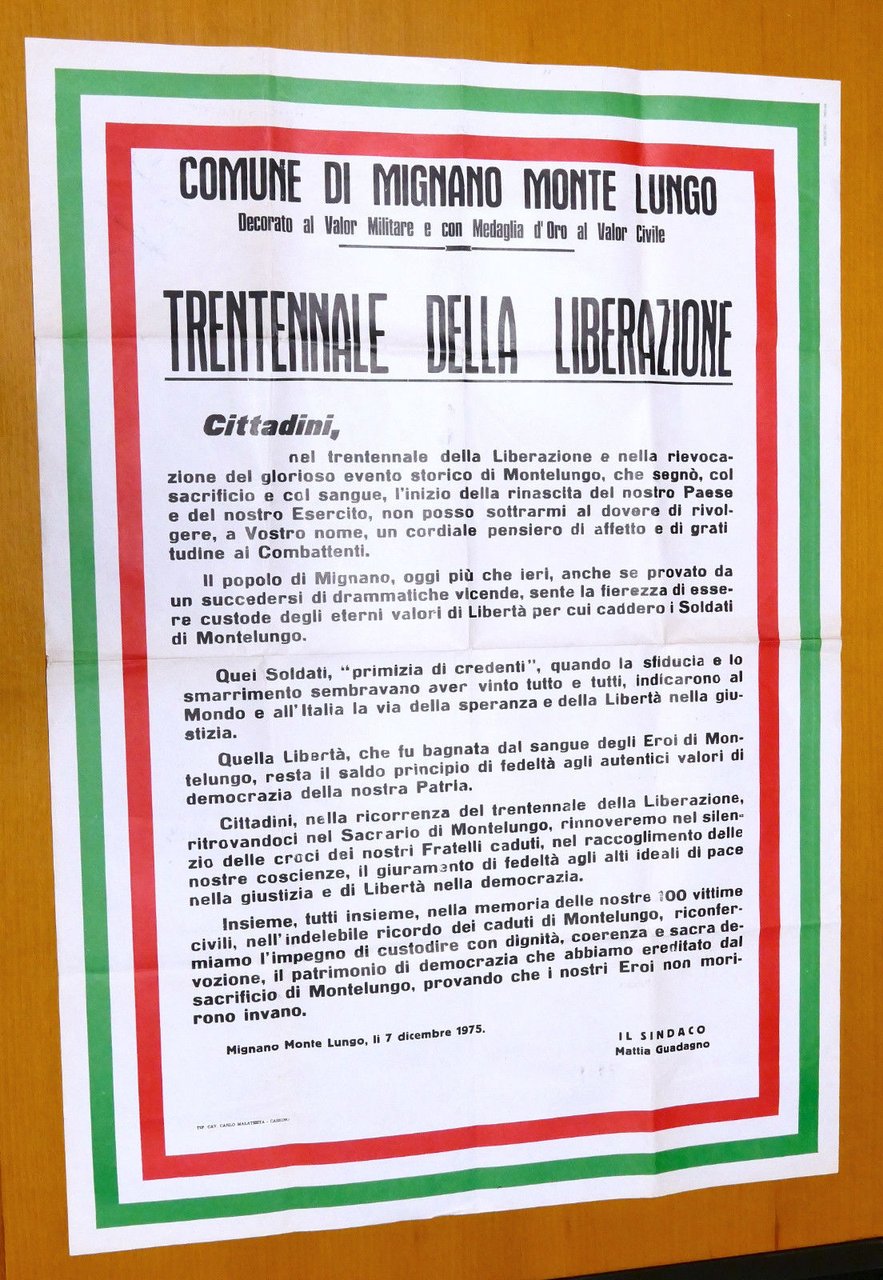 COMUNE DI MIGNANO MONTE LUNGO
Decorato al Valor Militare e con Medaglia d'Oro al Valor Civile
TRENTENNALE DELLA LIBERAZIONE
Cittadini,
nel trentennale della Liberazione e nella rievoca-
zione del glorioso evento storico di Montelungo, che segnò, col
sacrificio e col sangue, l'inizio della rinascita del nostro Paese
e del nostro Esercito, non posso sottrarmi al dovere di rivol-
gere, a Vostro nome, un cordiale pensiero di affetto e di grati
tudine ai Combattenti.
Il popolo di Mignano, oggi più che ieri, anche se provato da
un succedersi di drammatiche vicende, sente la fierezza di esse-
re custode degli eterni valori di Libertà per cui caddero i Soldati
di Montelungo.
Quei Soldati, "primizia di credenti", quando la sfiducia e lo
smarrimento sembravano aver vinto tutto e tutti, indicarono al
Mondo e all'Italia la via della speranza e della Libertà nella giu-
stizia.
Quella Libertà, che fu bagnata dal sangue degli Eroi di Mon-
telungo, resta il saldo principio di fedeltà agli autentici valori di
democrazia della nostra Patria.
Cittadini, nella ricorrenza del trentennale della Liberazione,
ritrovandoci nel Sacrario di Montelungo, rinnoveremo nel silen-
zio delle croci dei nostri Fratelli caduti, nel raccoglimento delle
nostre coscienze, il giuramento di fedeltà agli alti ideali di pace
nella giustizia e di Libertà nella democrazia.
Insieme, tutti insieme, nella memoria delle nostre 100 vittime
civili, nell'indelebile ricordo dei caduti di Montelungo, riconfer-
miamo l'impegno di custodire con dignità, coerenza e sacra de-
vozione, il patrimonio di democrazia che abbiamo ereditato dal
sacrificio di Montelungo, provando che i nostri Eroi non mori-
rono invano.
Mignano Monte Lungo, li 7 dicembre 1975.
IL SINDACO
Mattia Guadagno
TIP. CAV. CARLO MALATESTA - CASSINO